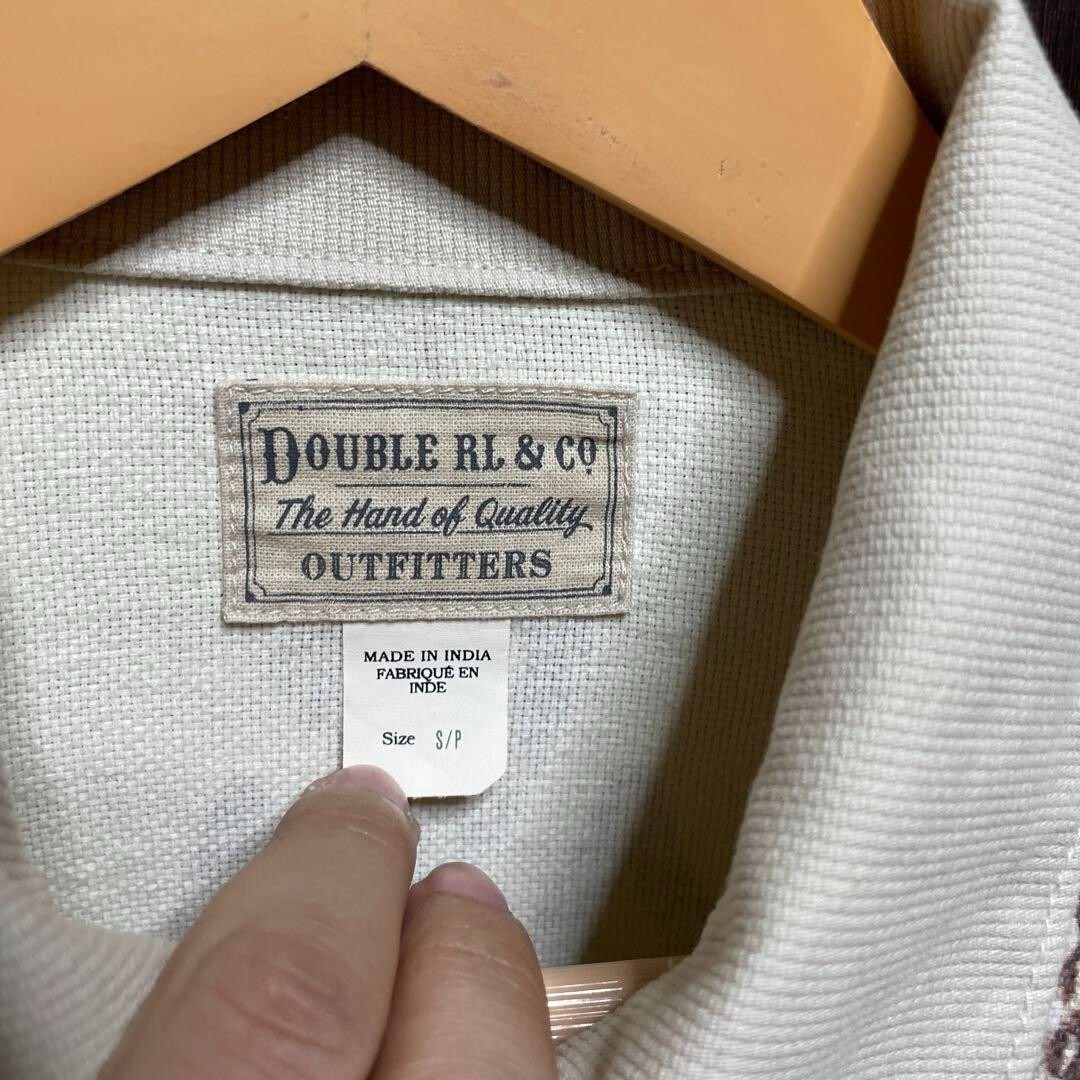 DOUBLE RL & Co.
The Hand of Quality
OUTFITTERS
MADE IN INDIA
FABRIQUÉ EN
INDE
Size S/P